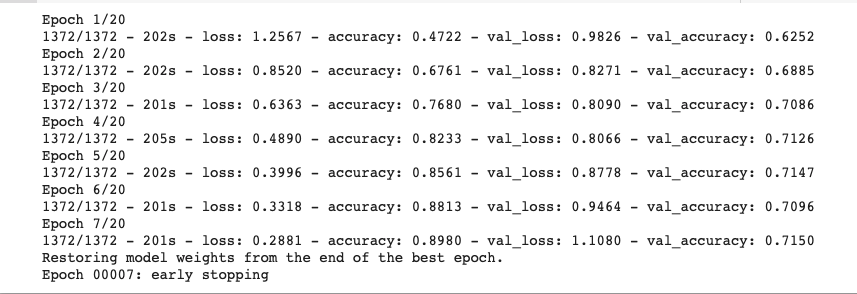 Epoch 1/20
1372/1372 - 202s - loss: 1.2567 - accuracy: 0.4722 - val_loss: 0.9826 - val_accuracy: 0.6252
Epoch 2/20
1372/1372 - 202s - loss: 0.8520 - accuracy: 0.6761 - val_loss: 0.8271 - val_accuracy: 0.6885
Epoch 3/20
1372/1372 - 201s - loss: 0.6363 - accuracy: 0.7680 - val_loss: 0.8090 - val_accuracy: 0.7086
Epoch 4/20
1372/1372 - 205s - loss: 0.4890 - accuracy: 0.8233 - val_loss: 0.8066 - val_accuracy: 0.7126
Epoch 5/20
1372/1372 - 202s - loss: 0.3996 - accuracy: 0.8561 - val_loss: 0.8778 - val_accuracy: 0.7147
Epoch 6/20
1372/1372 - 201s - loss: 0.3318 - accuracy: 0.8813 - val_loss: 0.9464 - val_accuracy: 0.7096
Epoch 7/20
1372/1372 - 201s - loss: 0.2881 - accuracy: 0.8980 - val_loss: 1.1080 - val_accuracy: 0.7150
Restoring model weights from the end of the best epoch.
Epoch 00007: early stopping